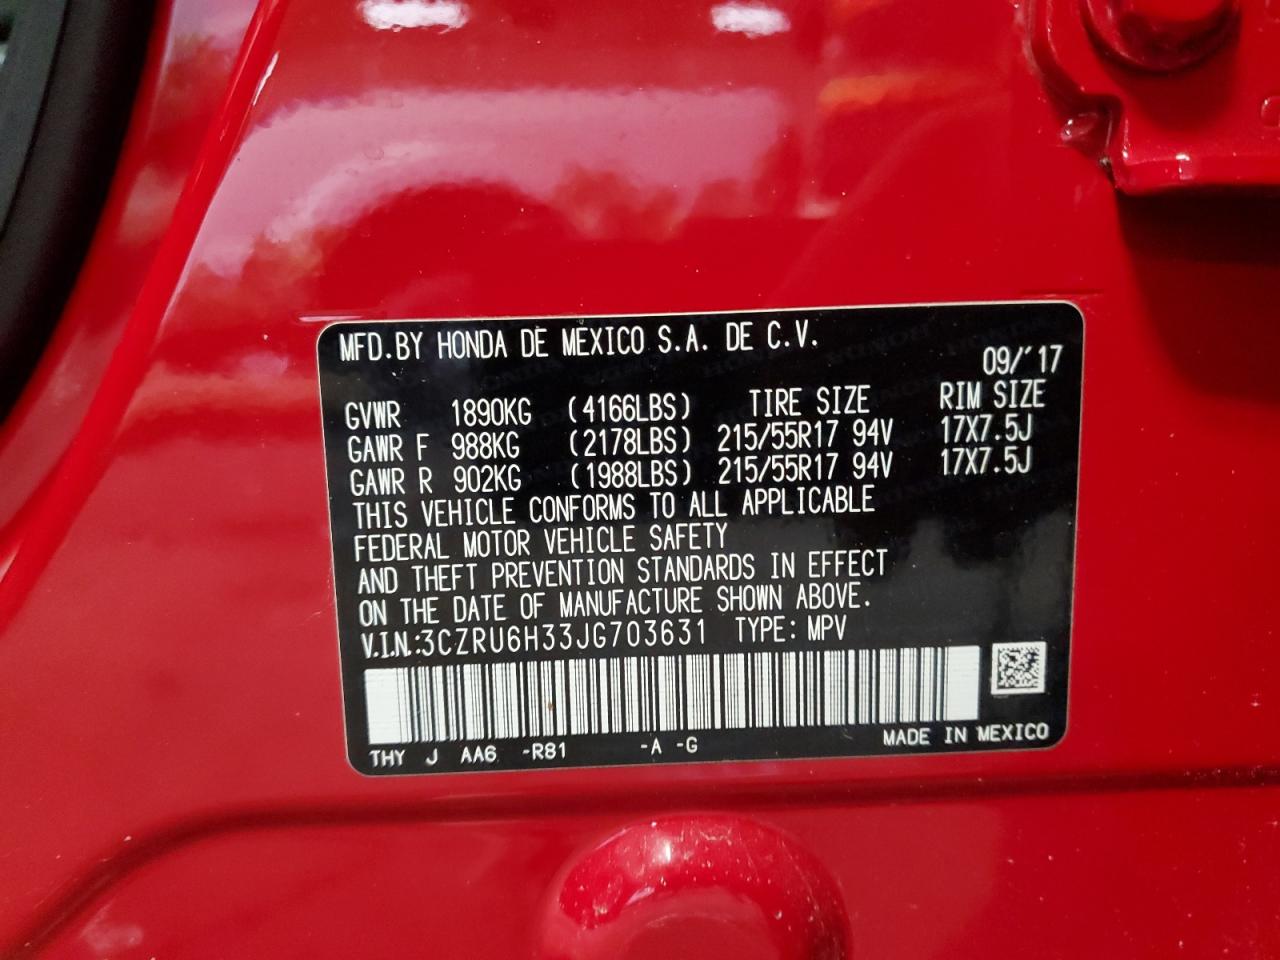 MFD.BY HONDA DE MEXICO S.A. DE C.V.
09/'17
GVWR 1890KG (4166LBS) TIRE SIZE RIM SIZE
GAWR F 988KG (2178LBS) 215/55R17 94V 17X7.5J
GAWR R 902KG (1988LBS) 215/55R17 94V 17X7.5J
THIS VEHICLE CONFORMS TO ALL APPLICABLE
FEDERAL MOTOR VEHICLE SAFETY
AND THEFT PREVENTION STANDARDS IN EFFECT
ON THE DATE OF MANUFACTURE SHOWN ABOVE.
V.I.N.:3CZRU6H33JG703631 TYPE: MPV
THY J AA6 -R81 -A -G MADE IN MEXICO